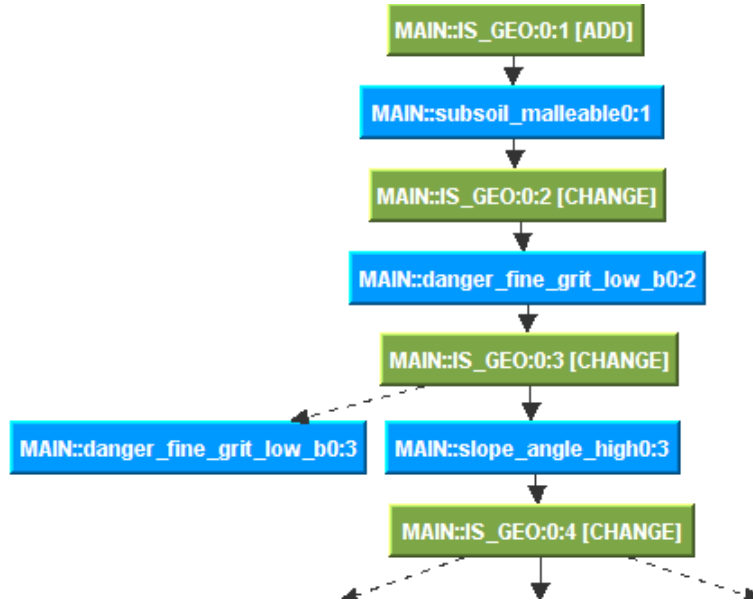 MAIN::IS_GEO:0:1 [ADD]
MAIN::subsoil_malleable0:1
MAIN::IS_GEO:0:2 [CHANGE]
MAIN::danger_fine_grit_low_b0:2
MAIN::IS_GEO:0:3 [CHANGE]
MAIN::danger_fine_grit_low_b0:3
MAIN::slope_angle_high0:3
MAIN::IS_GEO:0:4 [CHANGE]